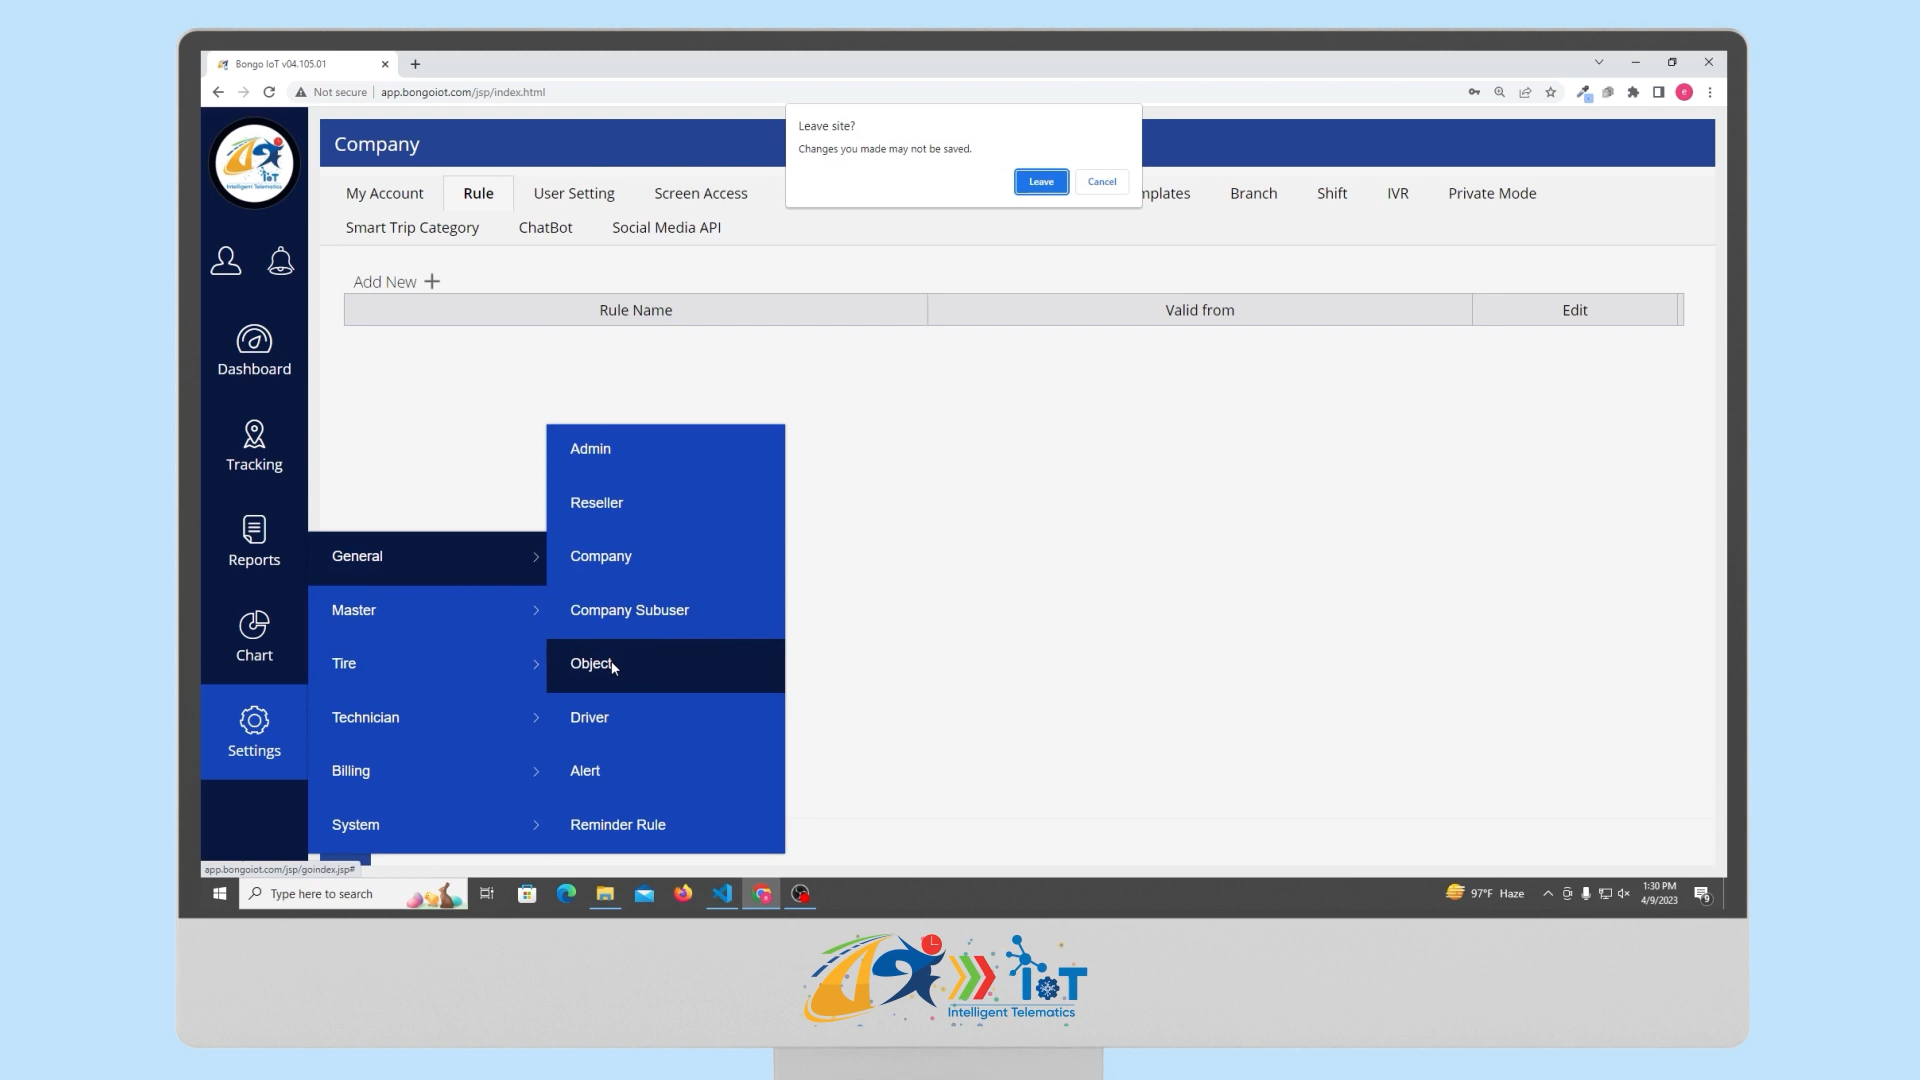 Bongo IoT v04.105.01
Not secure | app.bongoiot.com/jsp/index.html
e
Leave site?
Changes you made may not be saved.
Leave Cancel
Company
My Account Rule User Setting Screen Access Branch Shift IVR Private Mode
Smart Trip Category ChatBot Social Media API
Add New +
Rule Name Valid from Edit
IoT
Intelligent Telematics
Dashboard
Tracking
Reports
Chart
Settings
General
Master
Tire
Technician
Billing
System
Admin
Reseller
Company
Company Subuser
Object
Driver
Alert
Reminder Rule
app.bongoiot.com/jsp/goindex.jsp#
Type here to search
97°F Haze
1:30 PM
4/9/2023
9
IoT
Intelligent Telematics